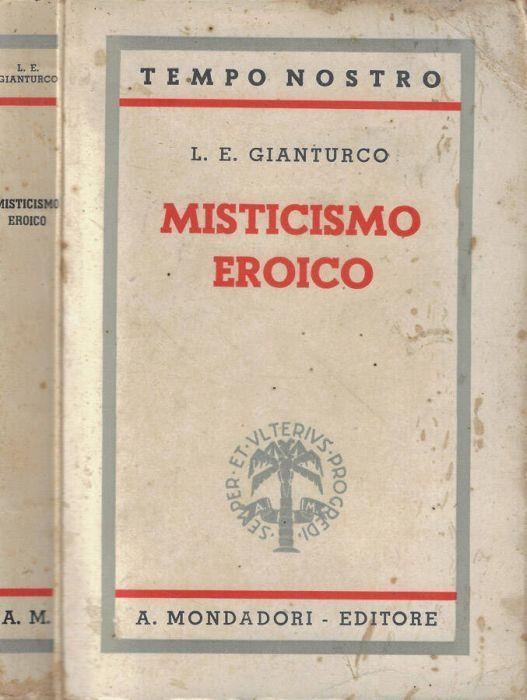 L. E.
GIANTURCO
MISTICISMO
EROICO
A. M.
TEMPO NOSTRO
L. E. GIANTURCO
MISTICISMO
EROICO
·SEMPER·ET·VLTERIVS·PROGREDI·
A M
A. MONDADORI - EDITORE